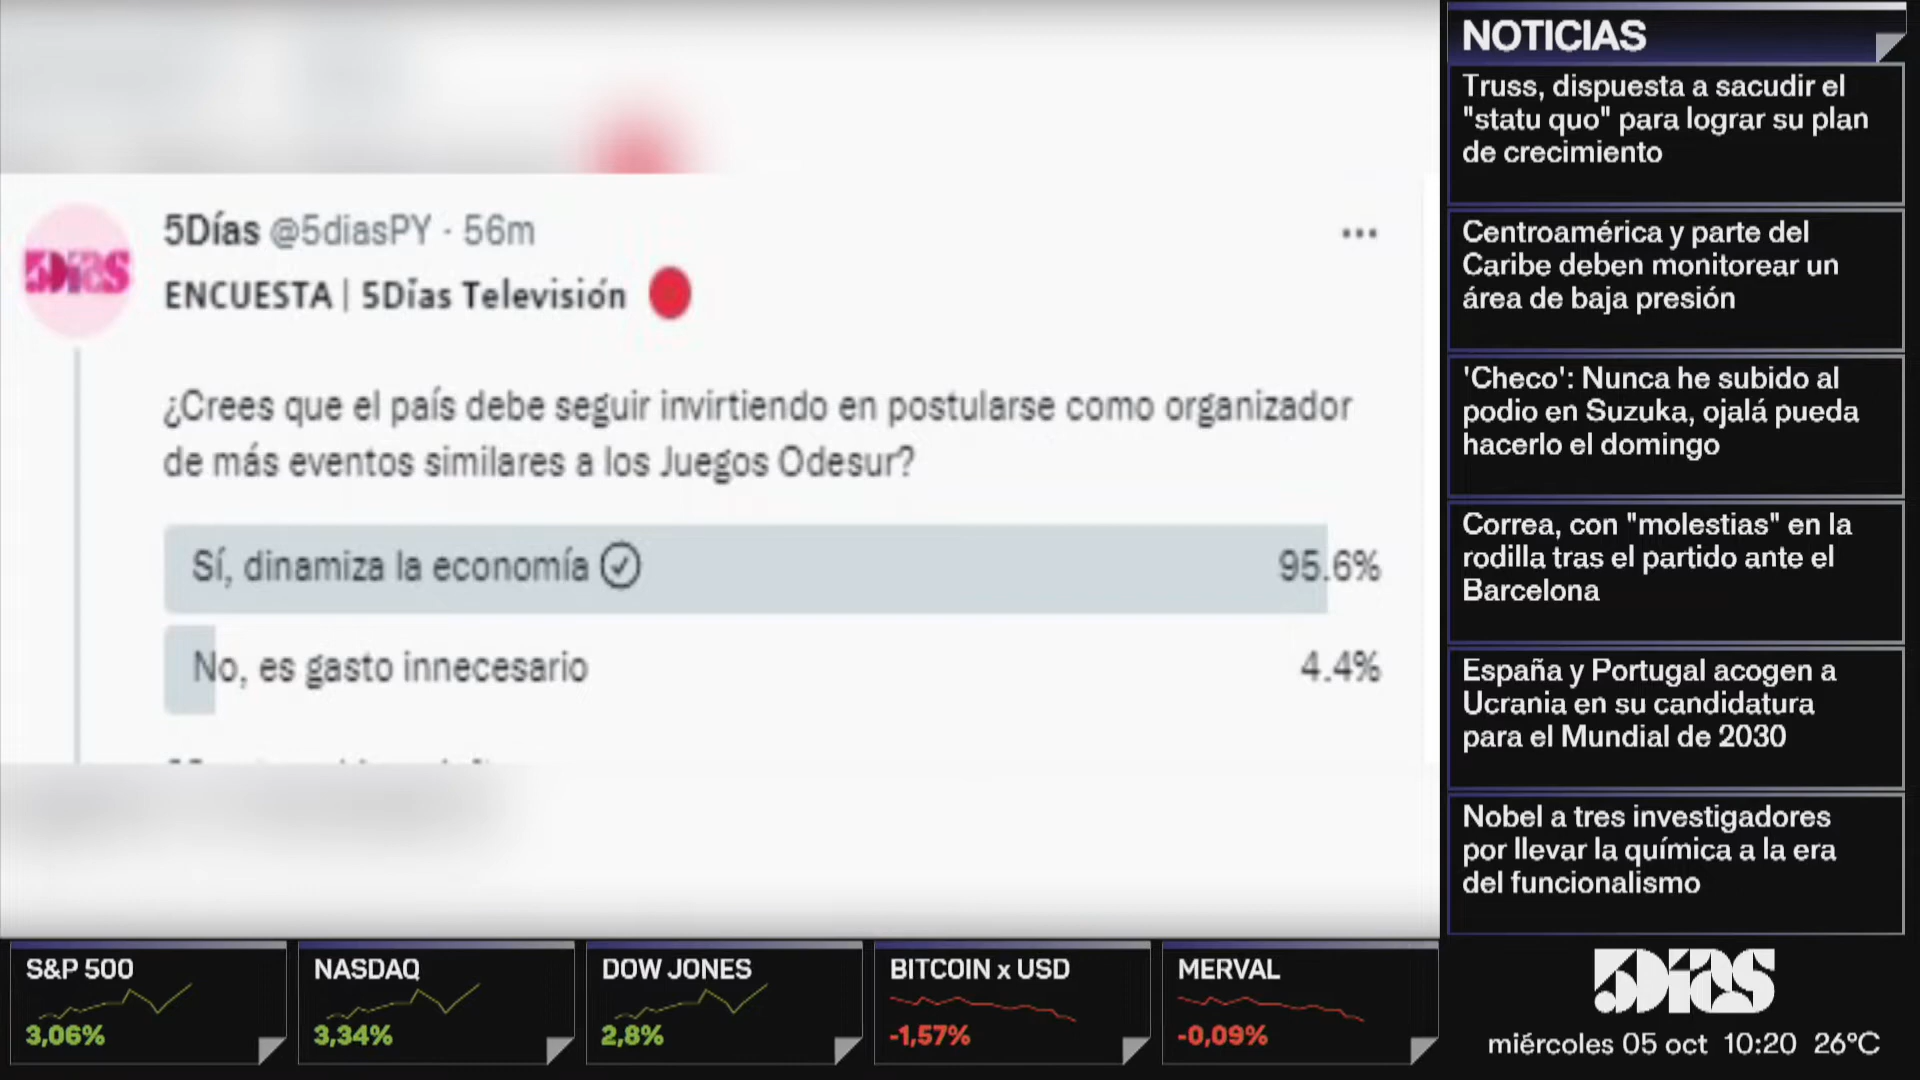 5Días @5diasPY · 56m
ENCUESTA | 5Días Televisión
¿Crees que el país debe seguir invirtiendo en postularse como organizador
de más eventos similares a los Juegos Odesur?
Sí, dinamiza la economía 95.6%
No, es gasto innecesario 4.4%
NOTICIAS
Truss, dispuesta a sacudir el
"statu quo" para lograr su plan
de crecimiento
Centroamérica y parte del
Caribe deben monitorear un
área de baja presión
'Checo': Nunca he subido al
podio en Suzuka, ojalá pueda
hacerlo el domingo
Correa, con "molestias" en la
rodilla tras el partido ante el
Barcelona
España y Portugal acogen a
Ucrania en su candidatura
para el Mundial de 2030
Nobel a tres investigadores
por llevar la química a la era
del funcionalismo
S&P 500
3,06%
NASDAQ
3,34%
DOW JONES
2,8%
BITCOIN x USD
-1,57%
MERVAL
-0,09%
5Días
miércoles 05 oct 10:20 26°C